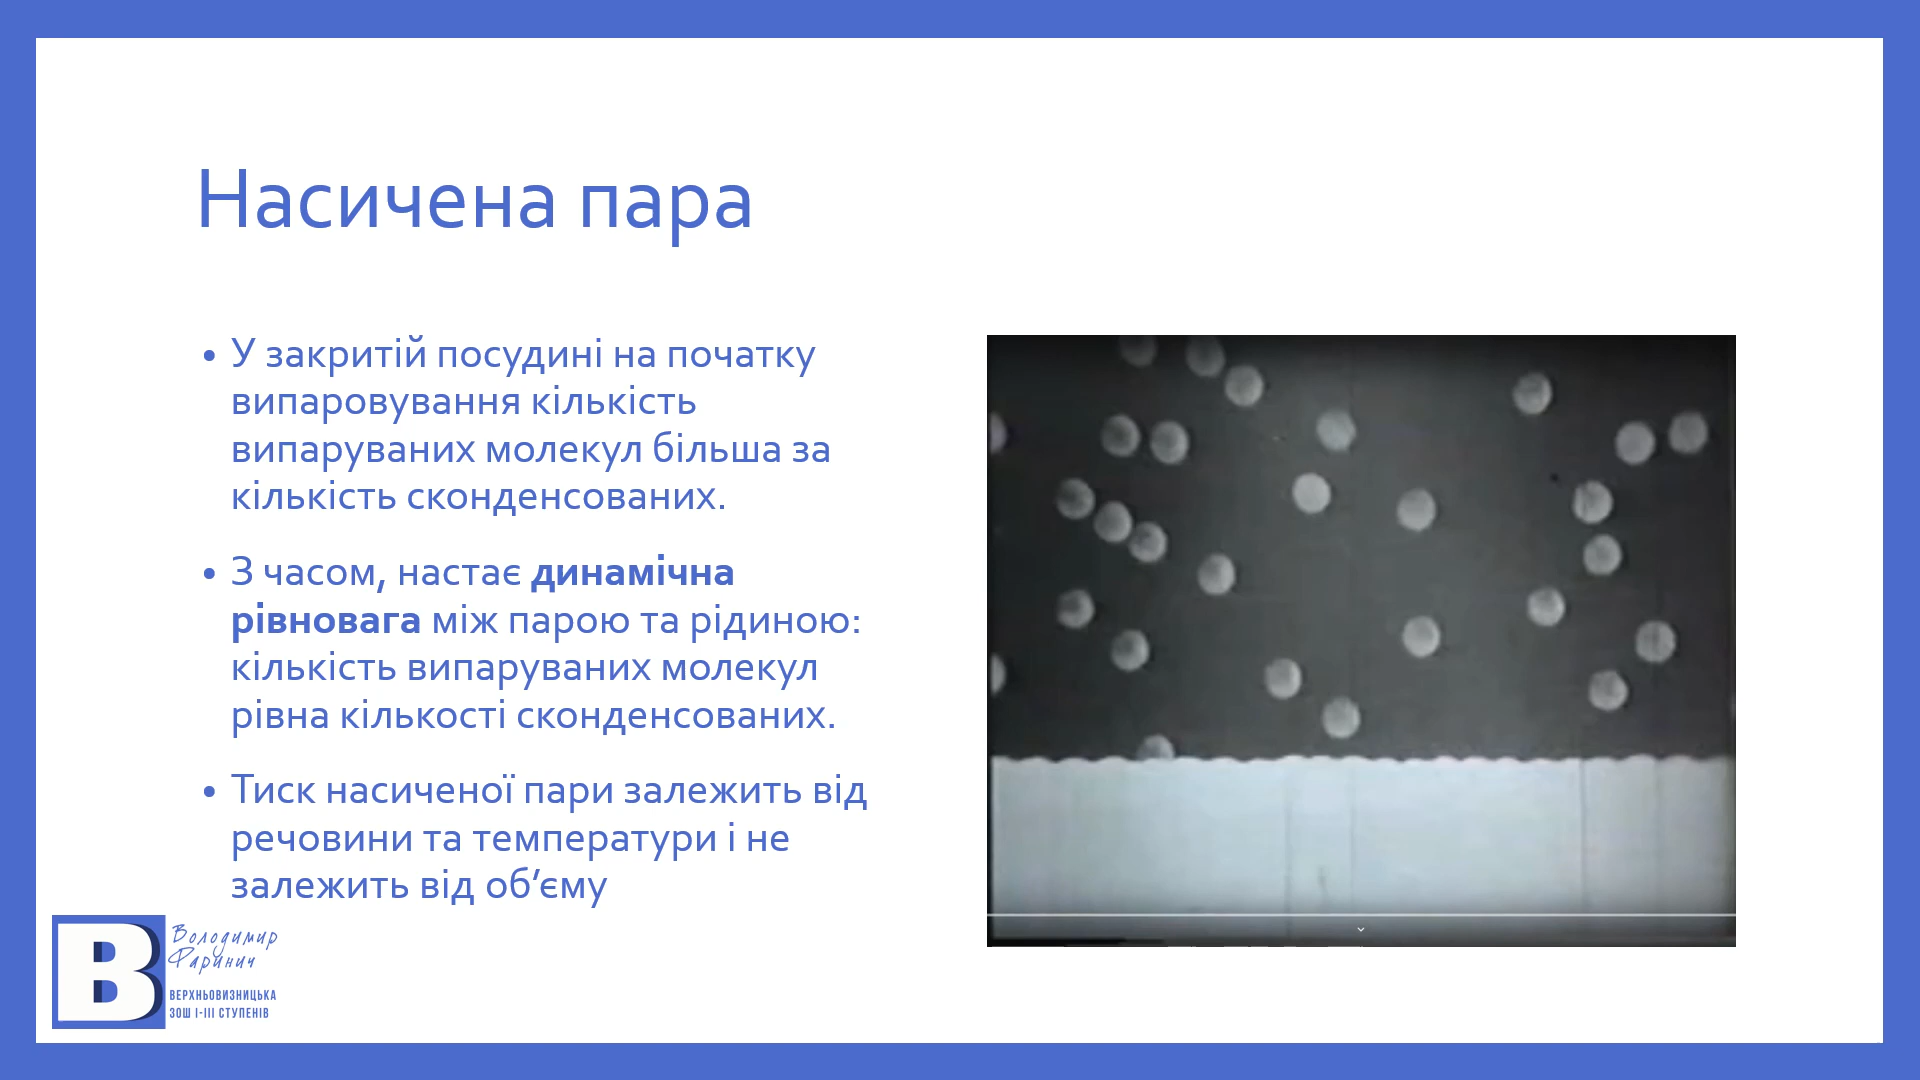 Насичена пара
• У закритій посудині на початку
випаровування кількість
випаруваних молекул більша за
кількість сконденсованих.
• З часом, настає динамічна
рівновага між парою та рідиною:
кількість випаруваних молекул
рівна кількості сконденсованих.
• Тиск насиченої пари залежить від
речовини та температури і не
залежить від об’єму
В
Володимир
Фаринич
ВЕРХНЬОВИЗНИЦЬКА
ЗОШ І-ІІІ СТУПЕНІВ